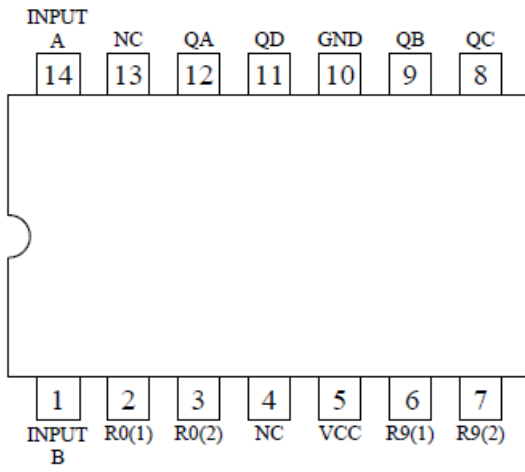 INPUT
A NC QA QD GND QB QC
14 13 12 11 10 9 8
1 2 3 4 5 6 7
INPUT R0(1) R0(2) NC VCC R9(1) R9(2)
B